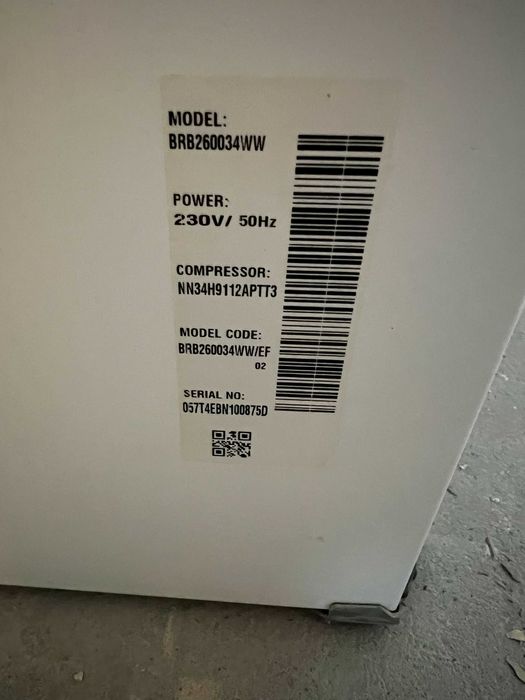 MODEL:
BRB260034WW
POWER:
230V/ 50Hz
COMPRESSOR:
NN34H9112APTT3
MODEL CODE:
BRB260034WW/EF
02
SERIAL NO:
057T4EBN100875D